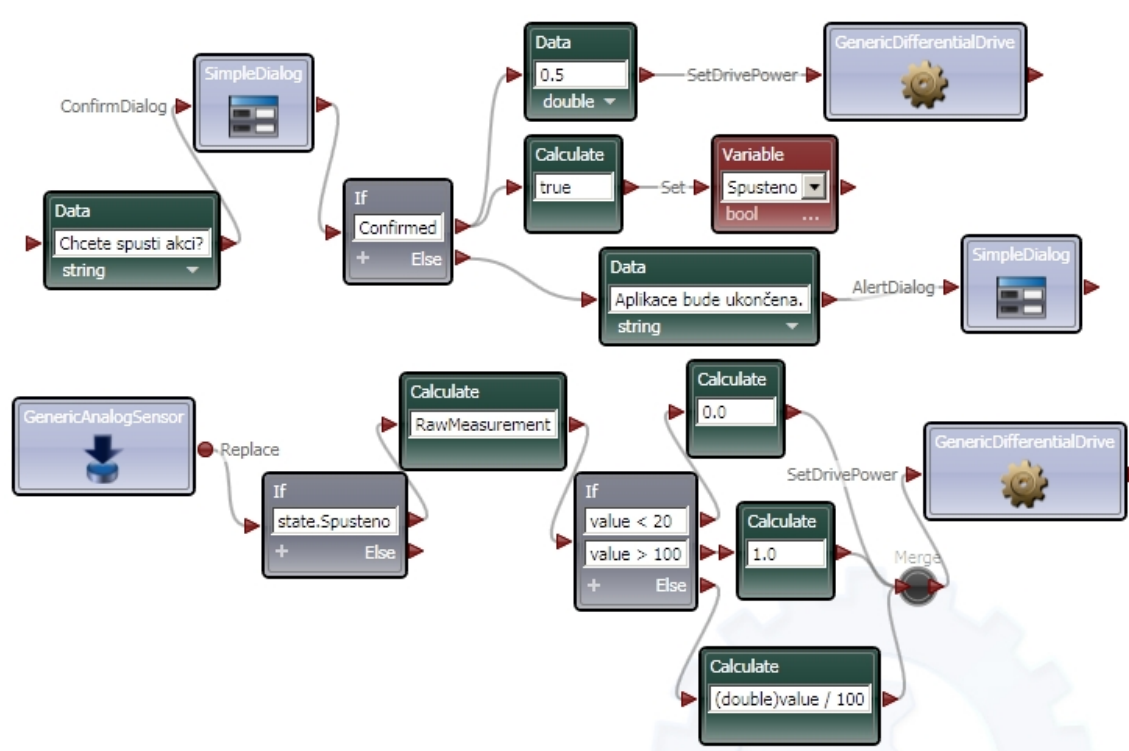 Data
0.5
double
SetDrivePower
GenericDifferentialDrive
SimpleDialog
ConfirmDialog
Calculate
true
Set
Variable
Spusteno
bool
...
Data
Chcete spusti akci?
string
If
Confirmed
+ Else
Data
Aplikace bude ukončena.
string
AlertDialog
SimpleDialog
GenericAnalogSensor
Replace
If
state.Spusteno
+ Else
Calculate
RawMeasurement
If
value < 20
value > 100
+ Else
Calculate
0.0
Calculate
1.0
Calculate
(double)value / 100
Merge
SetDrivePower
GenericDifferentialDrive